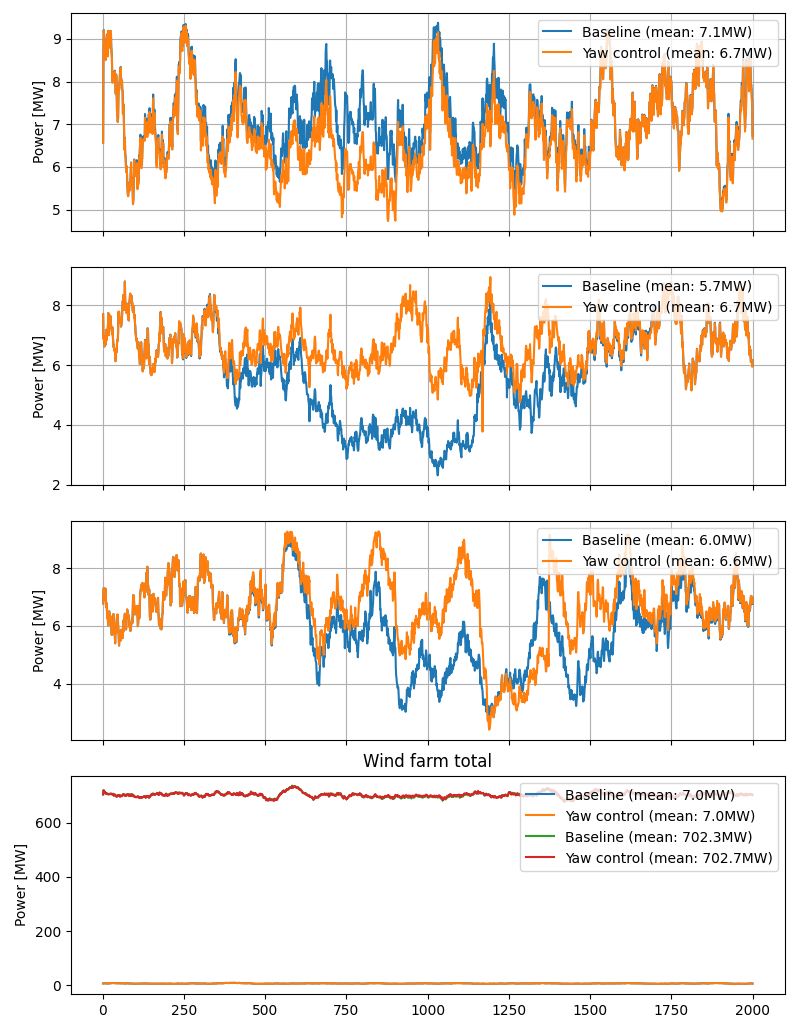 Baseline (mean: 7.1MW)
Yaw control (mean: 6.7MW)
Power [MW]
9
8
7
6
5
Baseline (mean: 5.7MW)
Yaw control (mean: 6.7MW)
Power [MW]
8
6
4
2
Baseline (mean: 6.0MW)
Yaw control (mean: 6.6MW)
Power [MW]
8
6
4
Wind farm total
Baseline (mean: 7.0MW)
Yaw control (mean: 7.0MW)
Baseline (mean: 702.3MW)
Yaw control (mean: 702.7MW)
Power [MW]
600
400
200
0
0 250 500 750 1000 1250 1500 1750 2000